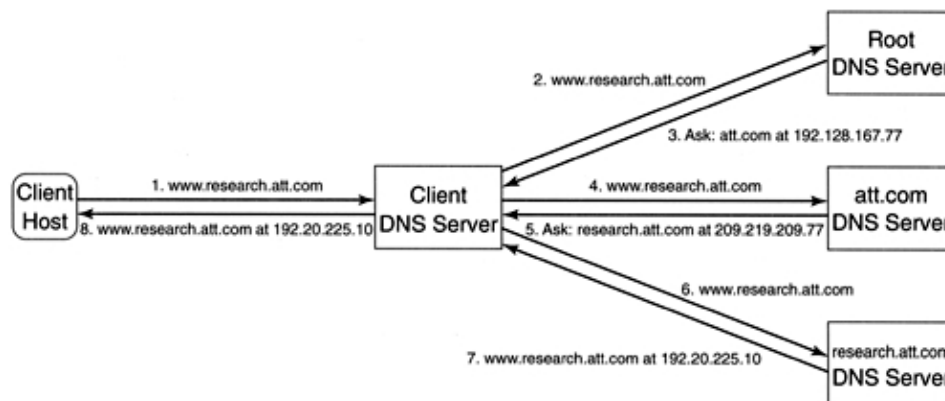 Root
DNS Server
2. www.research.att.com
3. Ask: att.com at 192.128.167.77
Client
Host
1. www.research.att.com
8. www.research.att.com at 192.20.225.10
Client
DNS Server
4. www.research.att.com
5. Ask: research.att.com at 209.219.209.77
att.com
DNS Server
6. www.research.att.com
7. www.research.att.com at 192.20.225.10
research.att.com
DNS Server